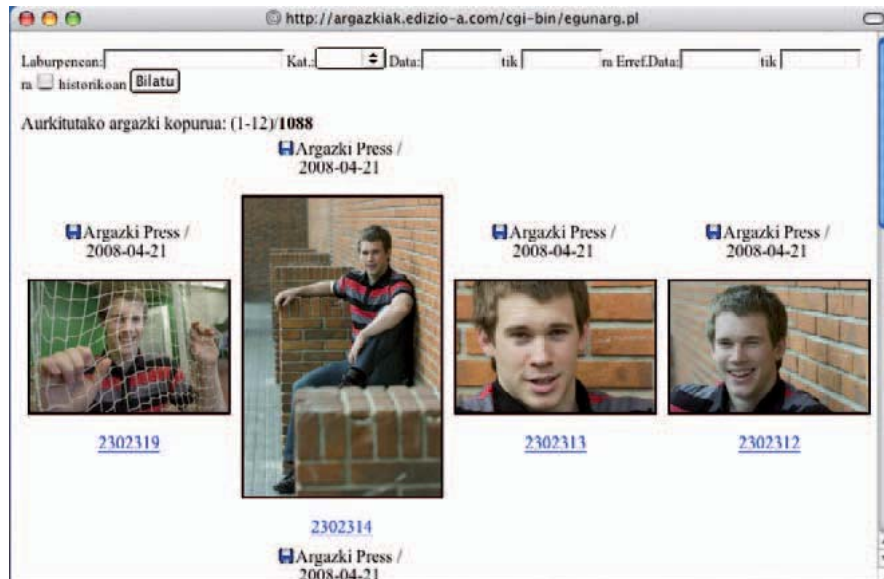 http://argazkiak.edizio-a.com/cgi-bin/egunarg.pl
Laburpenean: Kat.: Data: tik ra Erref.Data: tik
ra historikoan Bilatu
Aurkitutako argazki kopurua: (1-12)/1088
Argazki Press /
2008-04-21
Argazki Press /
2008-04-21
Argazki Press /
2008-04-21
Argazki Press /
2008-04-21
2302319
2302313
2302312
2302314
Argazki Press /
2008-04-21